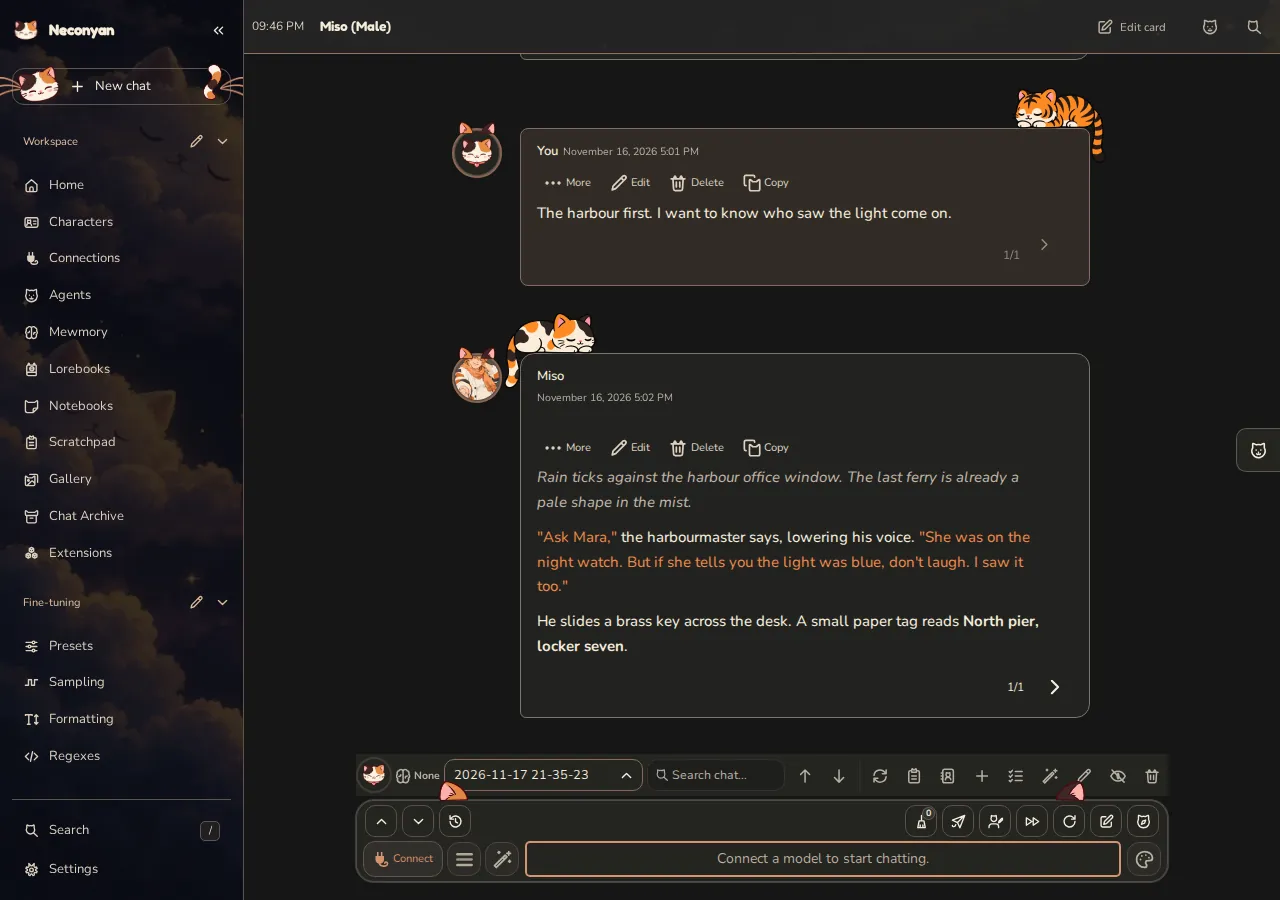 Neconyan
New chat
Workspace
Home
Characters
Connections
Agents
Mewmory
Lorebooks
Notebooks
Scratchpad
Gallery
Chat Archive
Extensions
Fine-tuning
Presets
Sampling
Formatting
Regexes
Search /
Settings
09:46 PM Miso (Male)
Edit card
You November 16, 2026 5:01 PM
More Edit Delete Copy
The harbour first. I want to know who saw the light come on.
1/1
Miso
November 16, 2026 5:02 PM
More Edit Delete Copy
Rain ticks against the harbour office window. The last ferry is already a
pale shape in the mist.
"Ask Mara," the harbourmaster says, lowering his voice. "She was on the
night watch. But if she tells you the light was blue, don't laugh. I saw it
too."
He slides a brass key across the desk. A small paper tag reads North pier,
locker seven.
1/1
None 2026-11-17 21-35-23 Search chat...
0
Connect Connect a model to start chatting.